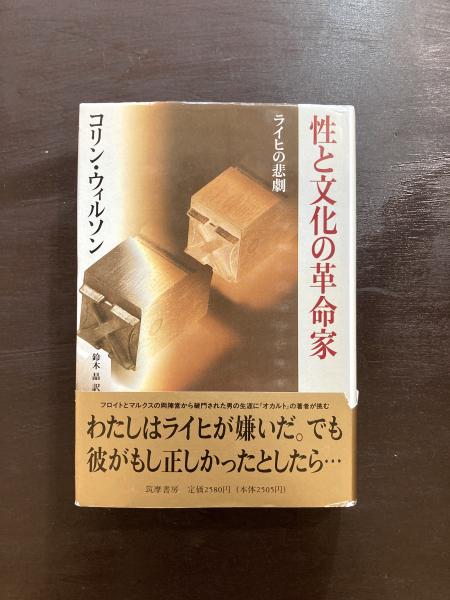 性と文化の革命家
ライヒの悲劇
コリン・ウィルソン
鈴木晶訳
フロイトとマルクスの両陣営から破門された男の生涯に『オカルト』の著者が挑む
わたしはライヒが嫌いだ。でも
彼がもし正しかったとしたら…
筑摩書房 定価2580円(本体2505円)